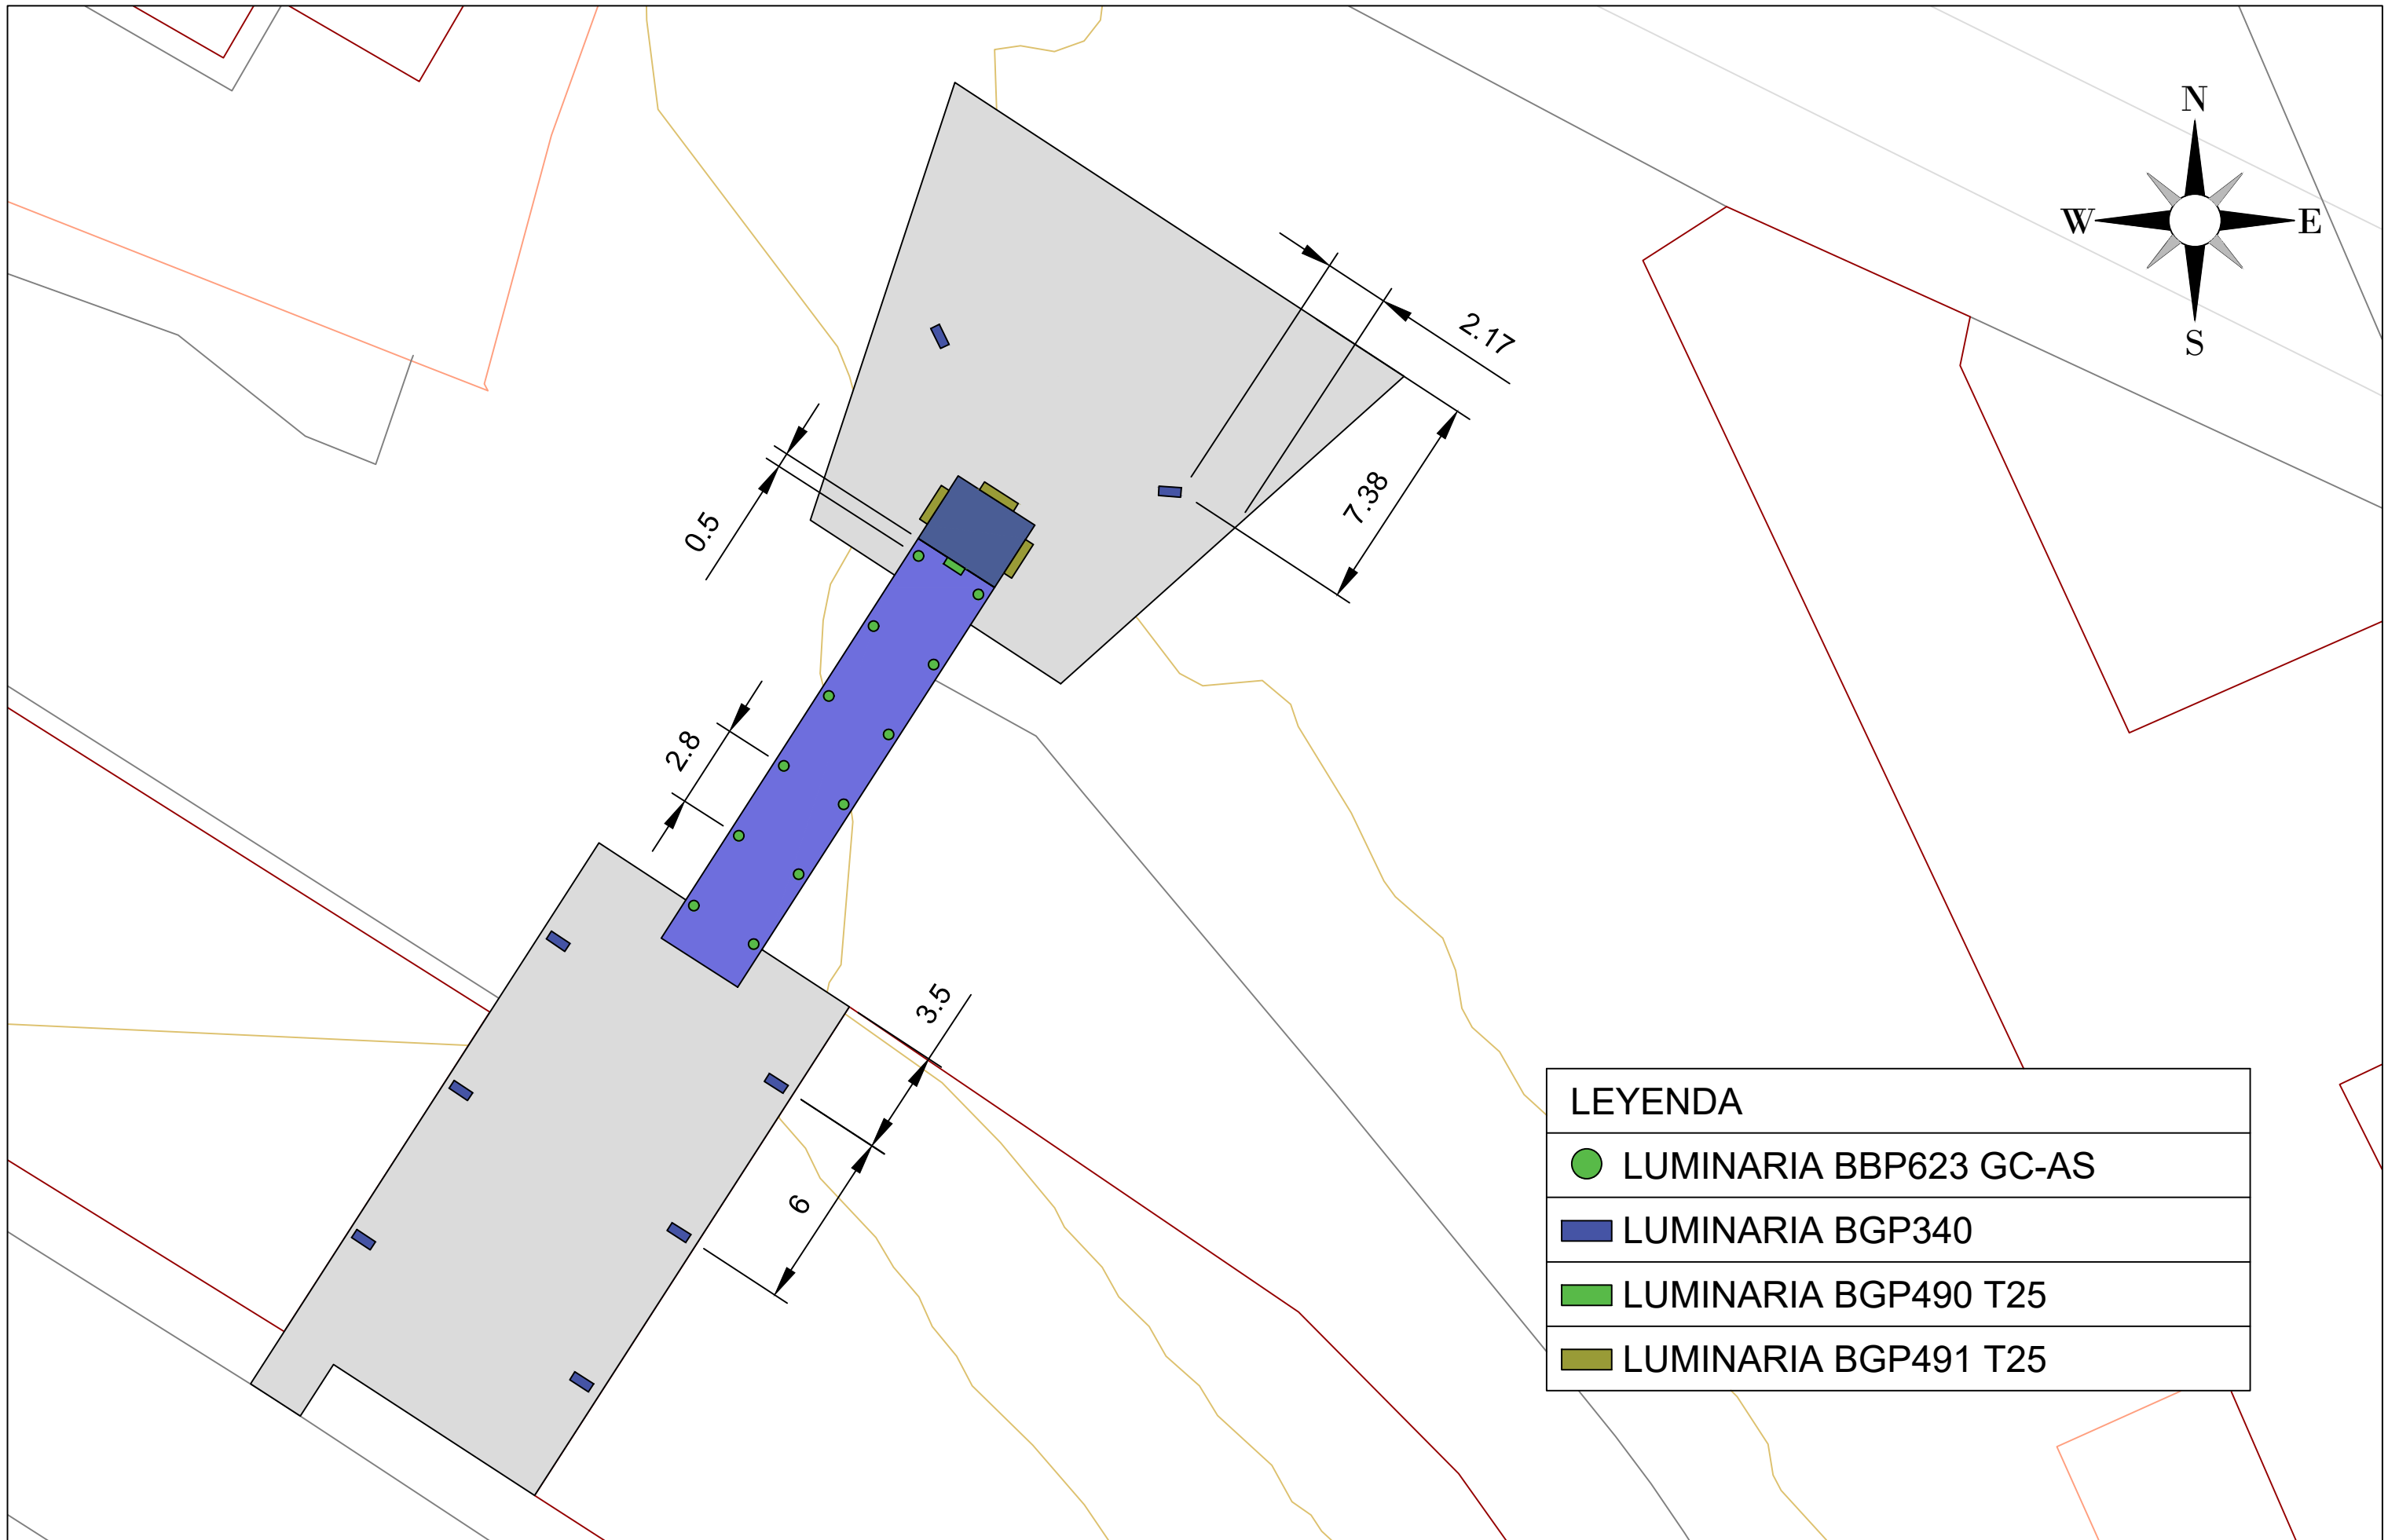 N
W
E
S
2.17
7.38
0.5
2.8
3.5
6
LEYENDA
LUMINARIA BBP623 GC-AS
LUMINARIA BGP340
LUMINARIA BGP490 T25
LUMINARIA BGP491 T25